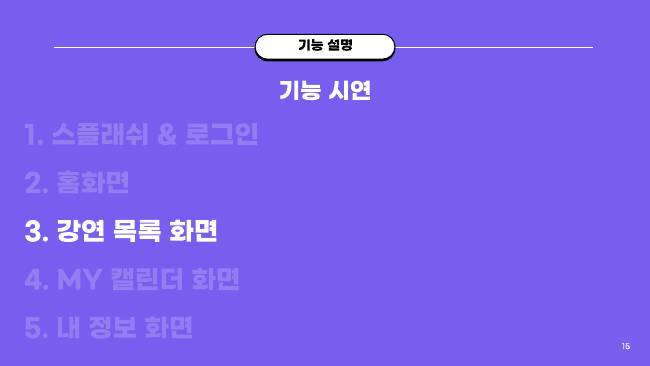 기능 설명
기능 시연
1. 스플래쉬 & 로그인
2. 홈화면
3. 강연 목록 화면
4. MY 캘린더 화면
5. 내 정보 화면
15